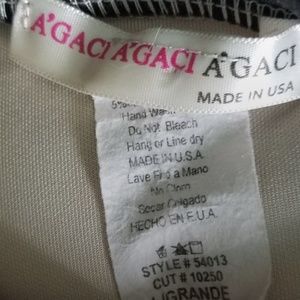 A'GACI A'GACI A'GACI
MADE IN USA
Hand Wash
Do Not Bleach
Hang or Line dry
MADE IN U.S.A.
Lave Frio a Mano
No Cloro
Secar Colgado
HECHO EN E.U.A.
STYLE # 54013
CUT # 10250
L/GRANDE